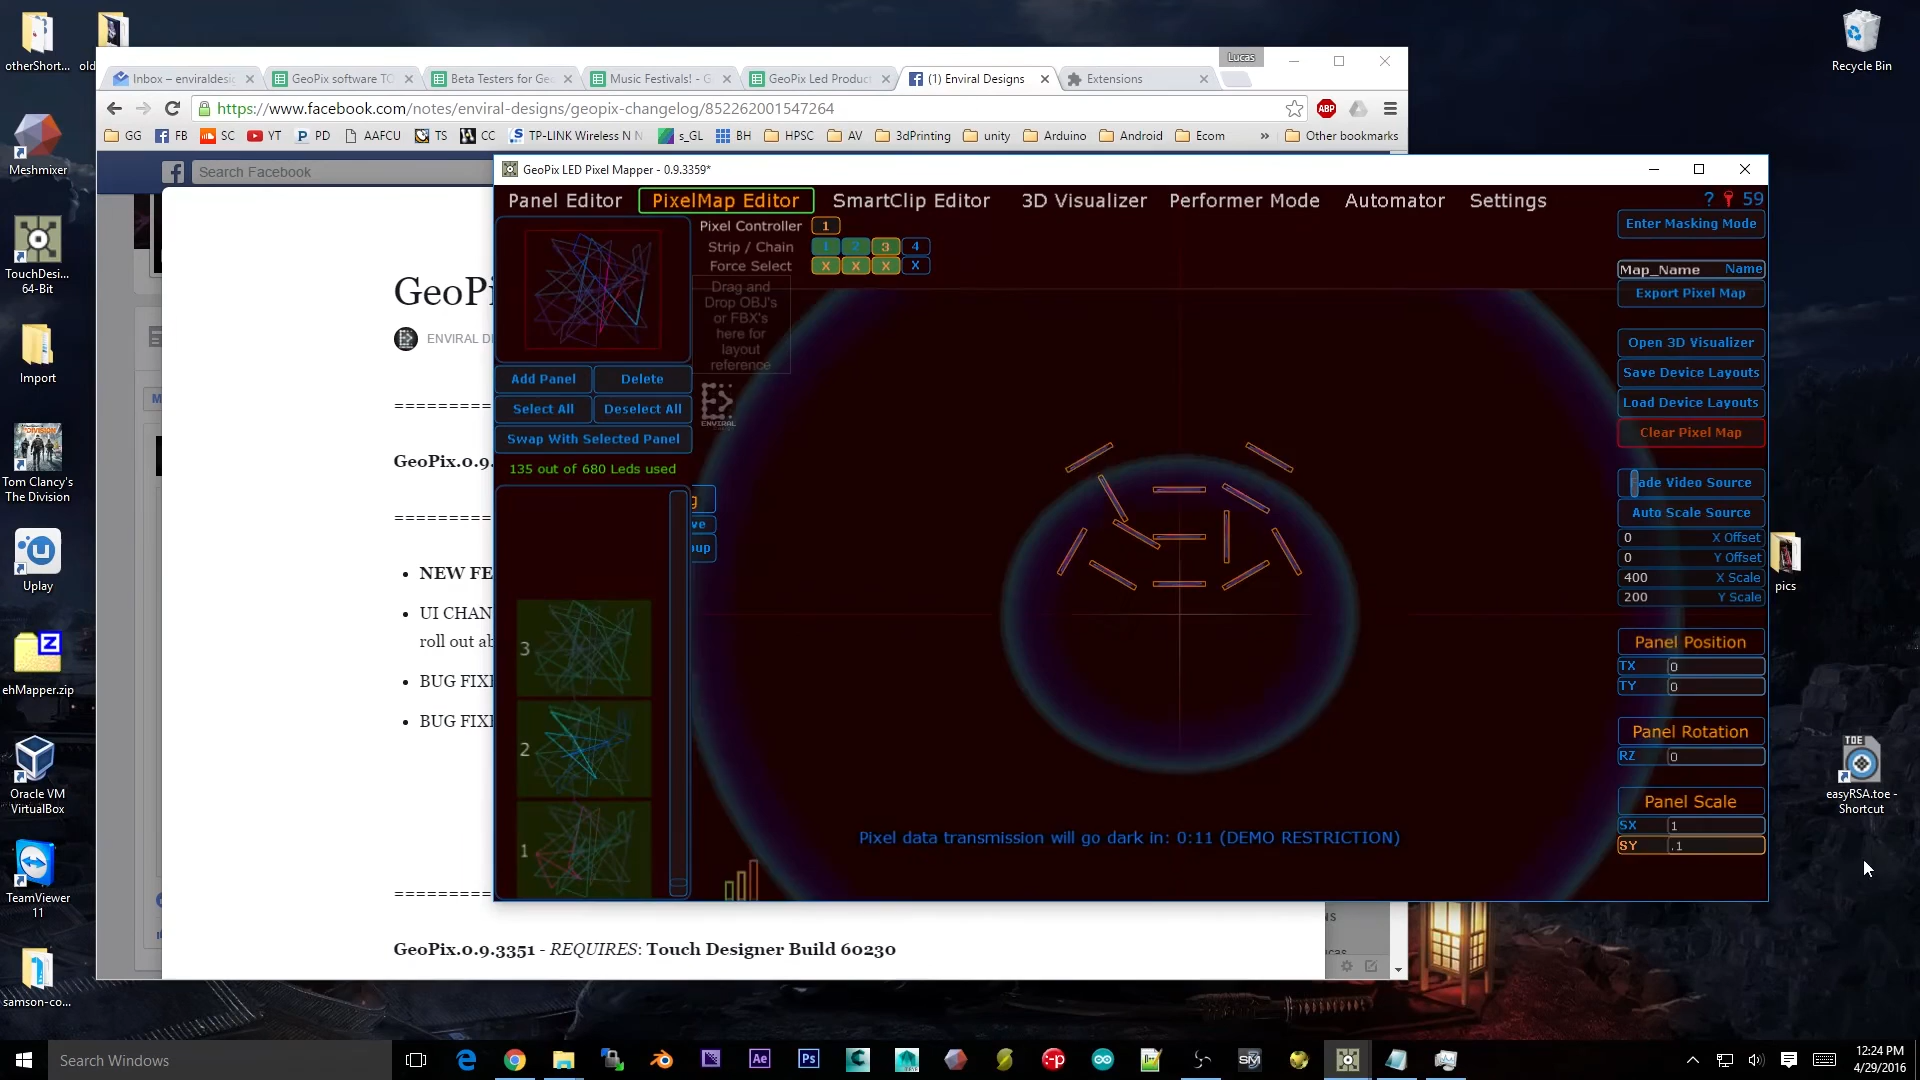 otherShort...
old
Meshmixer
TouchDesi...
64-Bit
Import
Tom Clancy's
The Division
Uplay
ehMapper.zip
Oracle VM
VirtualBox
TeamViewer
11
samson-co...
Recycle Bin
pics
easyRSA.toe -
Shortcut
Lucas
Inbox – enviraldesig
GeoPix software TO
Beta Testers for Geo
Music Festivals! - G
GeoPix Led Product
(1) Enviral Designs
Extensions
https://www.facebook.com/notes/enviral-designs/geopix-changelog/852262001547264
ABP
GG
FB
SC
YT
PD
AAFCU
TS
CC
TP-LINK Wireless N N
s_GL
BH
HPSC
AV
3dPrinting
unity
Arduino
Android
Ecom
»
Other bookmarks
Search Facebook
GeoPi
ENVIRAL DE
==========
GeoPix.0.9.
==========
• NEW FE
• UI CHAN
roll out ab
• BUG FIXE
• BUG FIXE
==========
GeoPix.0.9.3351 - REQUIRES: Touch Designer Build 60230
GeoPix LED Pixel Mapper - 0.9.3359*
Panel Editor
PixelMap Editor
SmartClip Editor
3D Visualizer
Performer Mode
Automator
Settings
? 59
Pixel Controller 1
Strip / Chain 1 2 3 4
Force Select X X X X
Drag and
Drop OBJ's
or FBX's
here for
layout
reference
ENVIRAL
Add Panel
Delete
Select All
Deselect All
Swap With Selected Panel
135 out of 680 Leds used
g
ve
oup
3
2
1
Pixel data transmission will go dark in: 0:11 (DEMO RESTRICTION)
Enter Masking Mode
Map_Name Name
Export Pixel Map
Open 3D Visualizer
Save Device Layouts
Load Device Layouts
Clear Pixel Map
ade Video Source
Auto Scale Source
0 X Offset
0 Y Offset
400 X Scale
200 Y Scale
Panel Position
TX 0
TY 0
Panel Rotation
RZ 0
Panel Scale
SX 1
SY .1
Search Windows
Ae
Ps
12:24 PM
4/29/2016